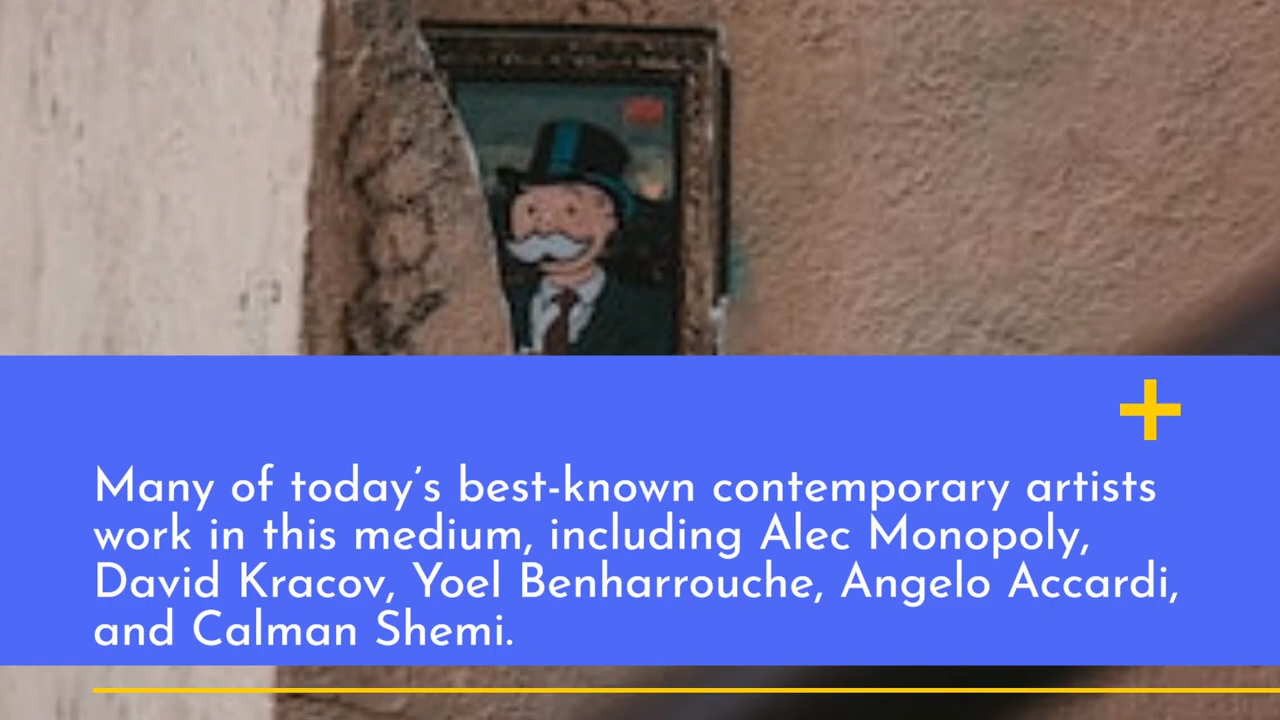 Many of today’s best-known contemporary artists
work in this medium, including Alec Monopoly,
David Kracov, Yoel Benharrouche, Angelo Accardi,
and Calman Shemi.